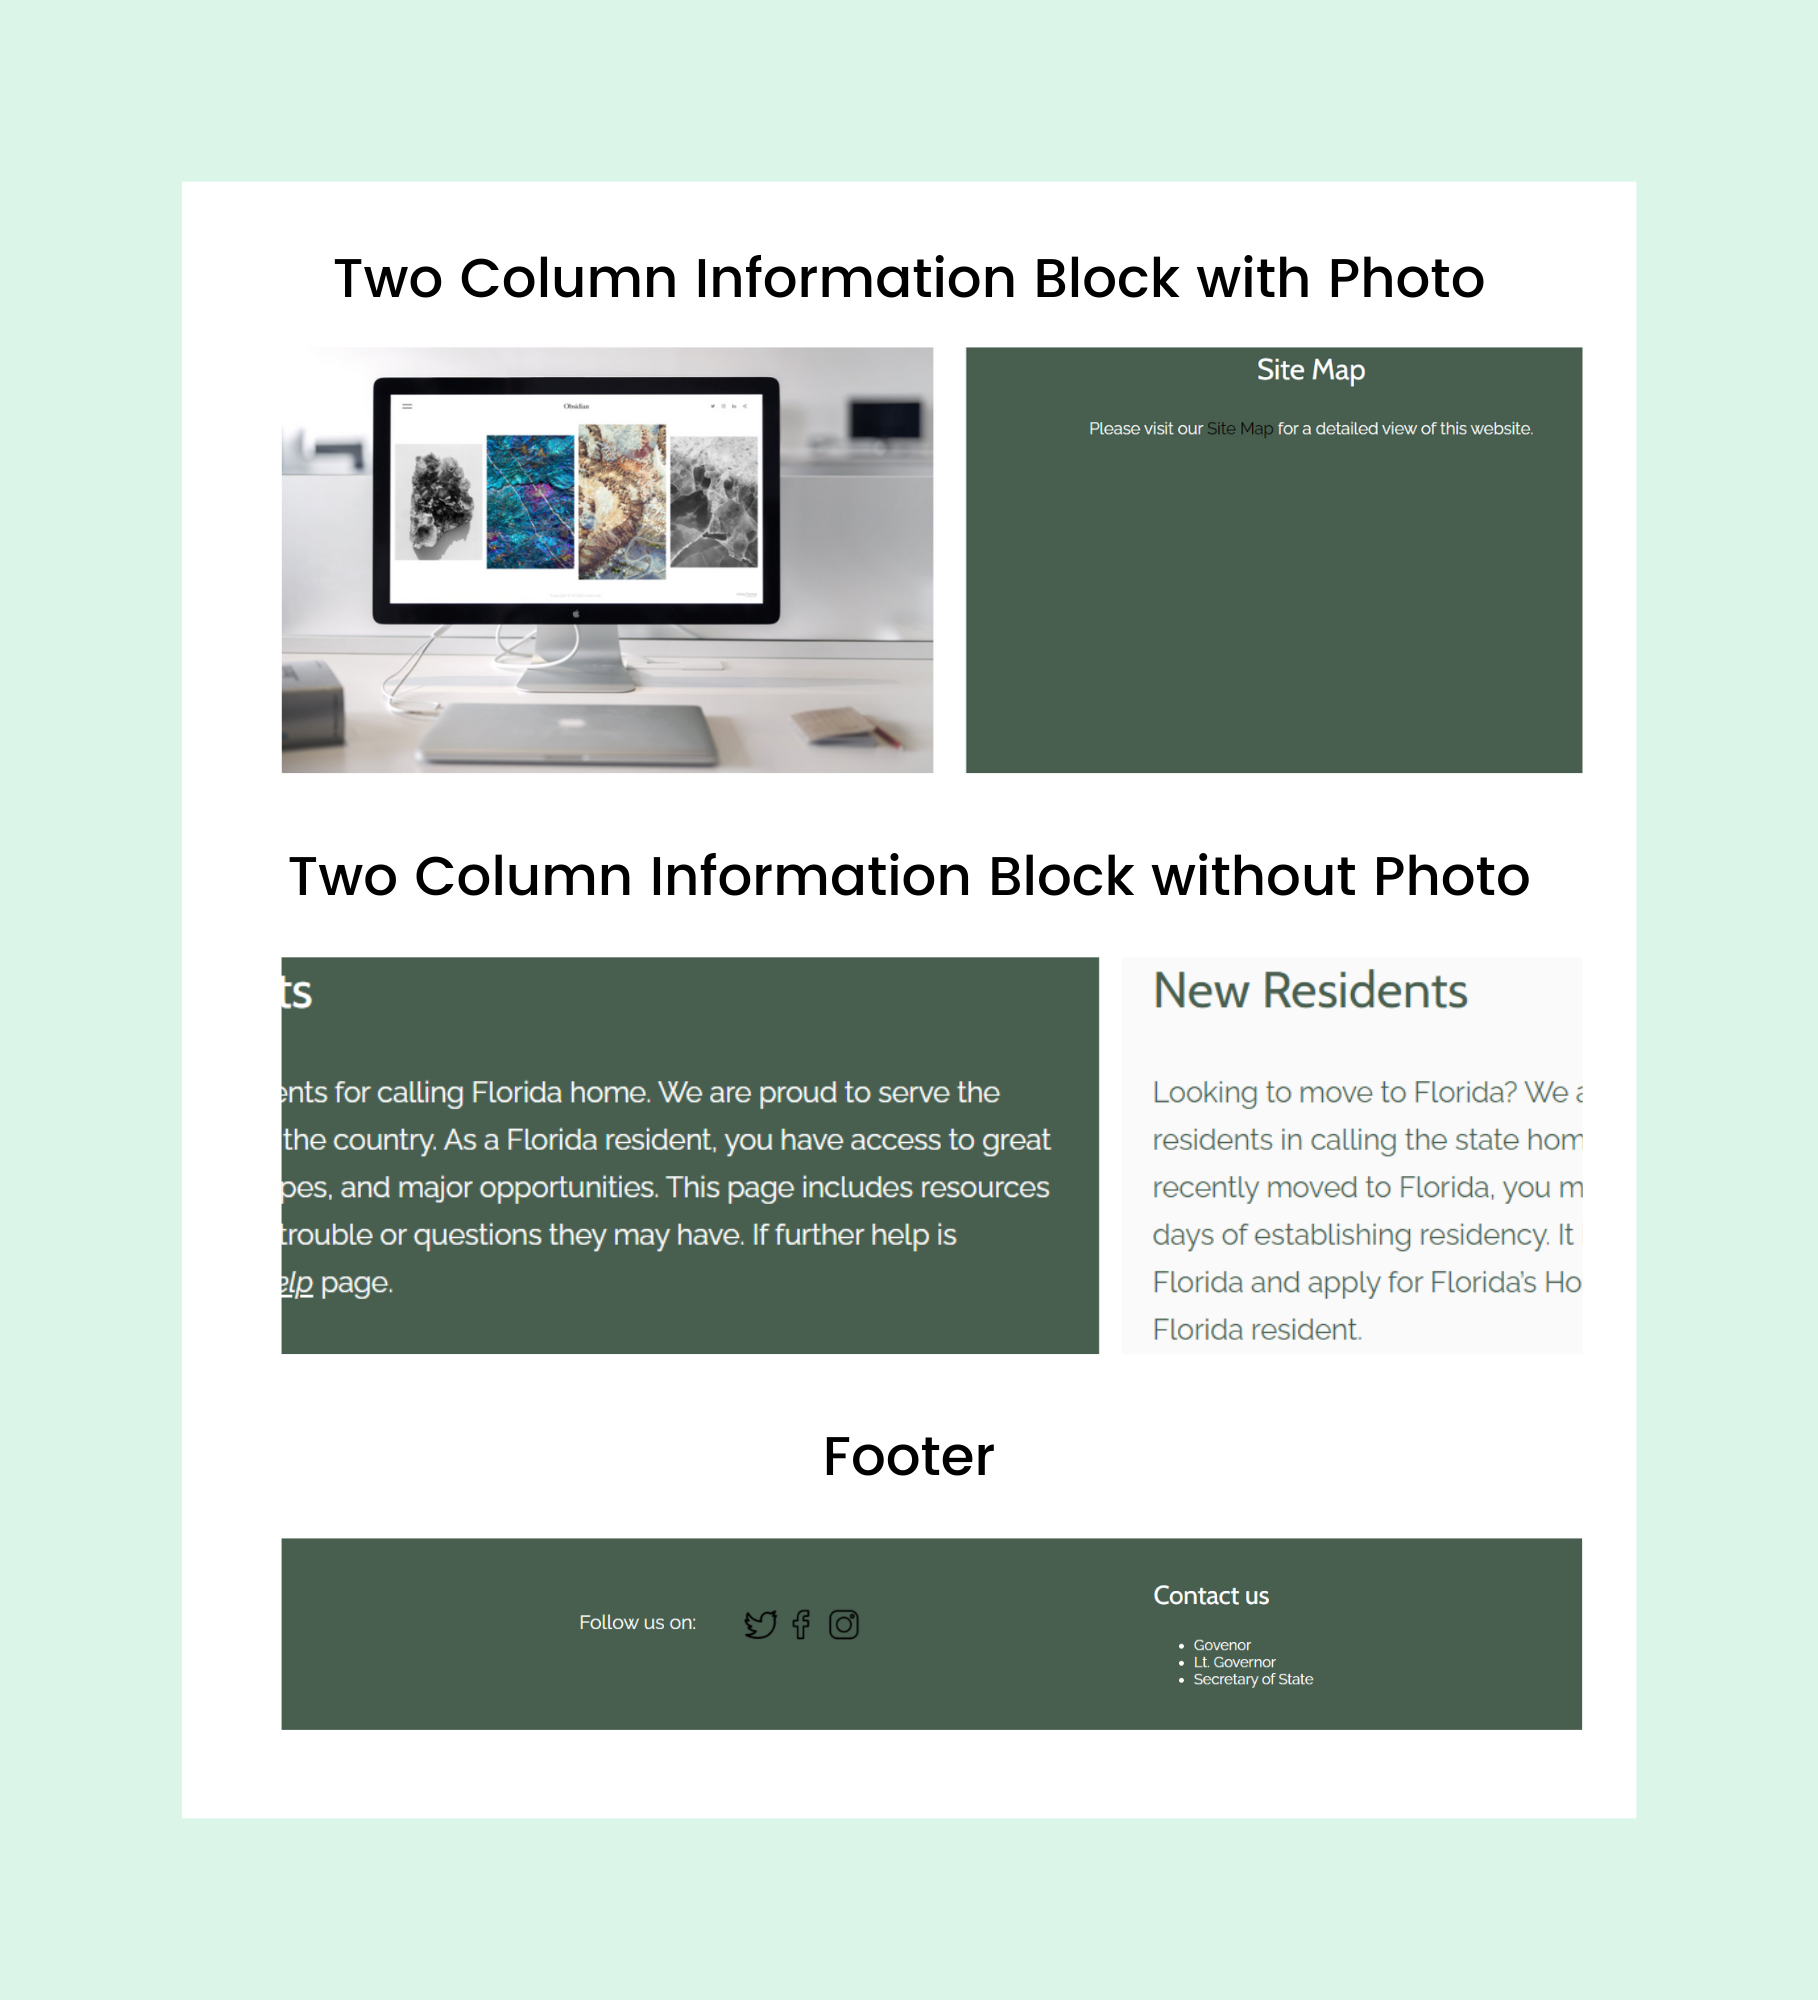 Two Column Information Block with Photo
Obsidian
Site Map
Please visit our Site Map for a detailed view of this website.
Two Column Information Block without Photo
ts
ents for calling Florida home. We are proud to serve the
the country. As a Florida resident, you have access to great
pes, and major opportunities. This page includes resources
trouble or questions they may have. If further help is
elp page.
New Residents
Looking to move to Florida? We a
residents in calling the state hom
recently moved to Florida, you m
days of establishing residency. It
Florida and apply for Florida's Ho
Florida resident.
Footer
Follow us on:
Contact us
• Govenor
• Lt. Governor
• Secretary of State